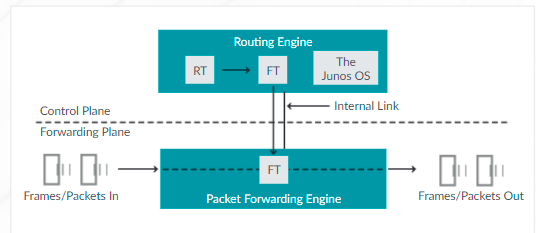 Routing Engine
RT
FT
The
Junos OS
Internal Link
Control Plane
Forwarding Plane
FT
Frames/Packets In
Packet Forwarding Engine
Frames/Packets Out